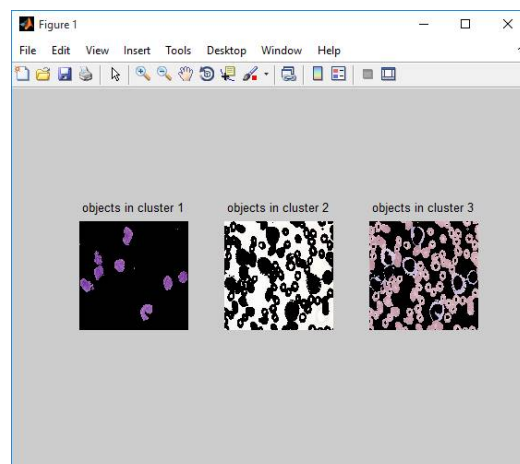 Figure 1
File Edit View Insert Tools Desktop Window Help
objects in cluster 1 objects in cluster 2 objects in cluster 3